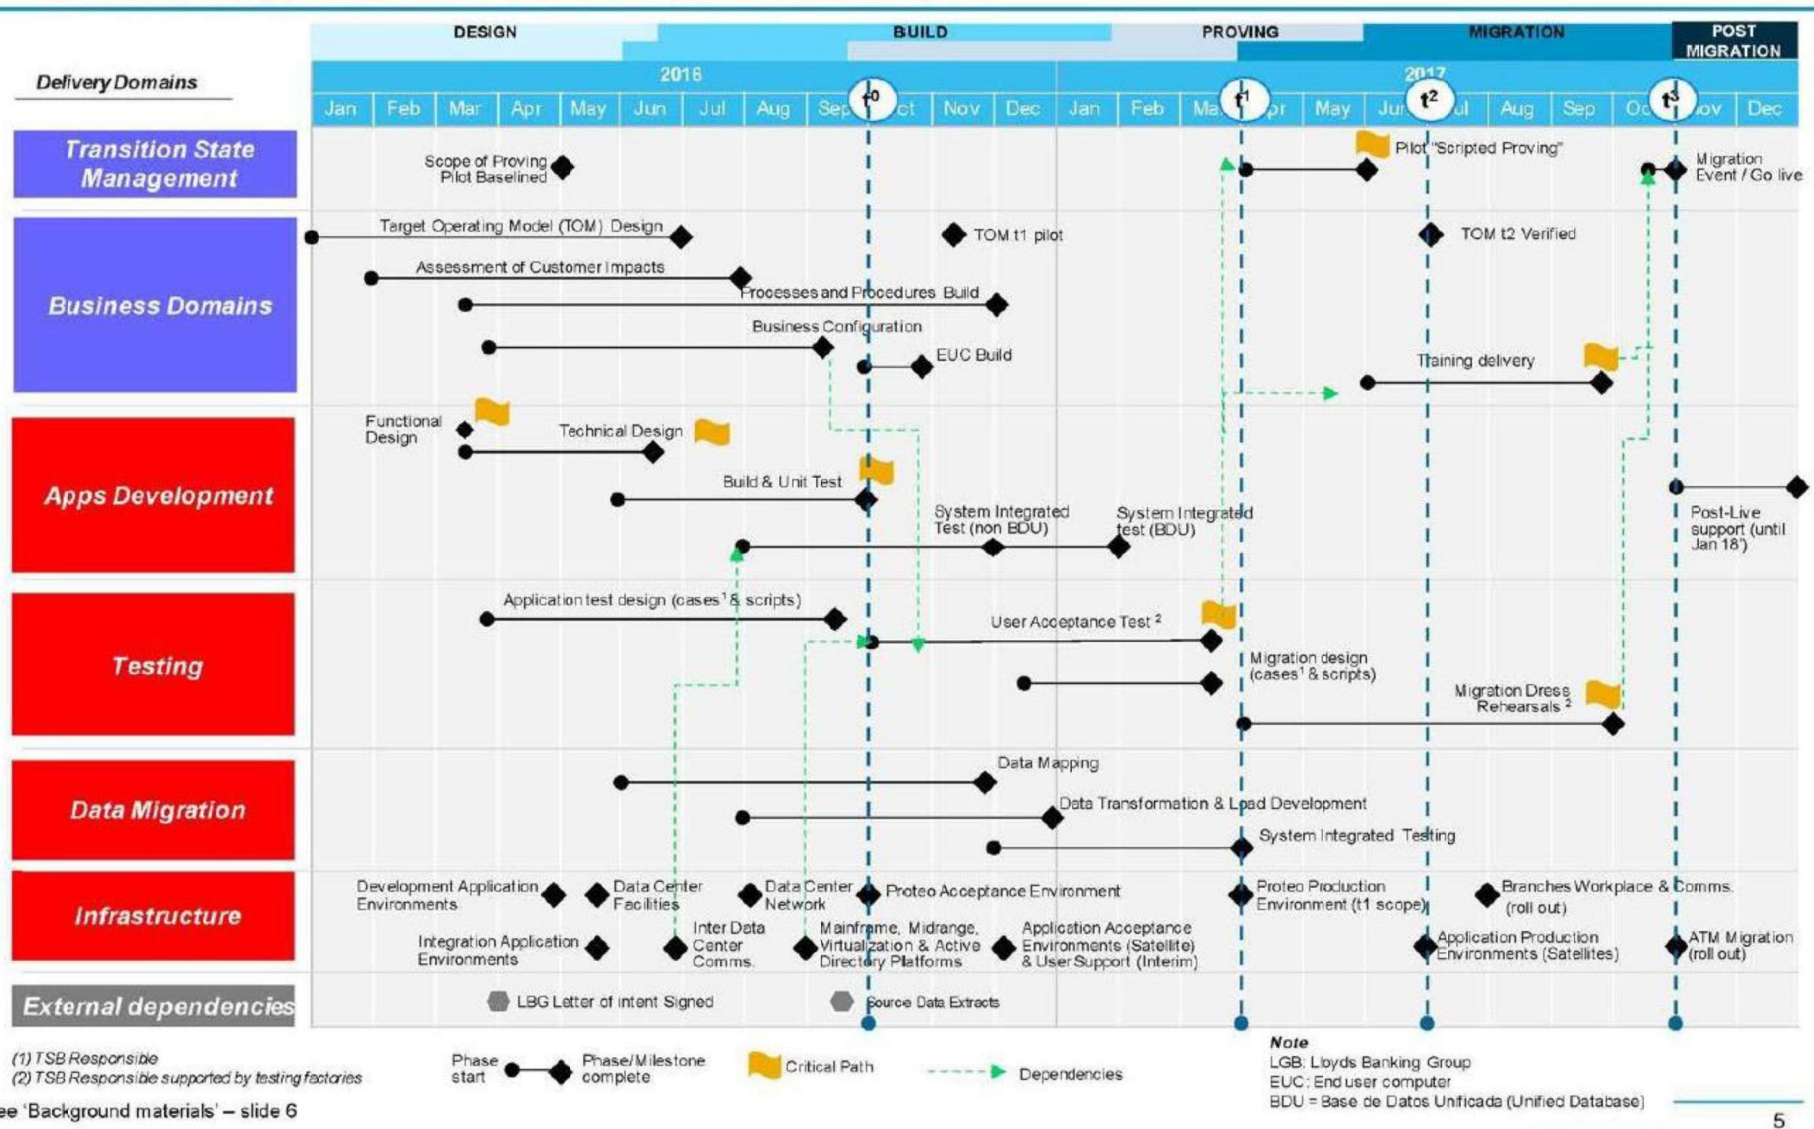 DESIGN
BUILD
PROVING
MIGRATION
POST
MIGRATION
Delivery Domains
2016
2017
Jan
Feb
Mar
Apr
May
Jun
Jul
Aug
Sep
t0
ct
Nov
Dec
Jan
Feb
Ma
t1
pr
May
Jun
t2
ul
Aug
Sep
Oc
t3
ov
Dec
Transition State
Management
Scope of Proving
Pilot Baselined
Pilot "Scripted Proving"
Migration
Event / Go live
Business Domains
Target Operating Model (TOM) Design
TOM t1 pilot
TOM t2 Verified
Assessment of Customer Impacts
Processes and Procedures Build
Business Configuration
EUC Build
Training delivery
Apps Development
Functional
Design
Technical Design
Build & Unit Test
System Integrated
Test (non BDU)
System Integrated
test (BDU)
Post-Live
support (until
Jan 18')
Testing
Application test design (cases1 & scripts)
User Acceptance Test 2
Migration design
(cases1 & scripts)
Migration Dress
Rehearsals 2
Data Migration
Data Mapping
Data Transformation & Load Development
System Integrated Testing
Infrastructure
Development Application
Environments
Data Center
Facilities
Data Center
Network
Proteo Acceptance Environment
Proteo Production
Environment (t1 scope)
Branches Workplace & Comms.
(roll out)
Integration Application
Environments
Inter Data
Center
Comms.
Mainframe, Midrange,
Virtualization & Active
Directory Platforms
Application Acceptance
Environments (Satellite)
& User Support (Interim)
Application Production
Environments (Satellites)
ATM Migration
(roll out)
External dependencies
LBG Letter of intent Signed
Source Data Extracts
(1) TSB Responsible
(2) TSB Responsible supported by testing factories
Phase
start
Phase/Milestone
complete
Critical Path
Dependencies
Note
LGB: Lloyds Banking Group
EUC: End user computer
BDU = Base de Datos Unificada (Unified Database)
ee 'Background materials' – slide 6
5